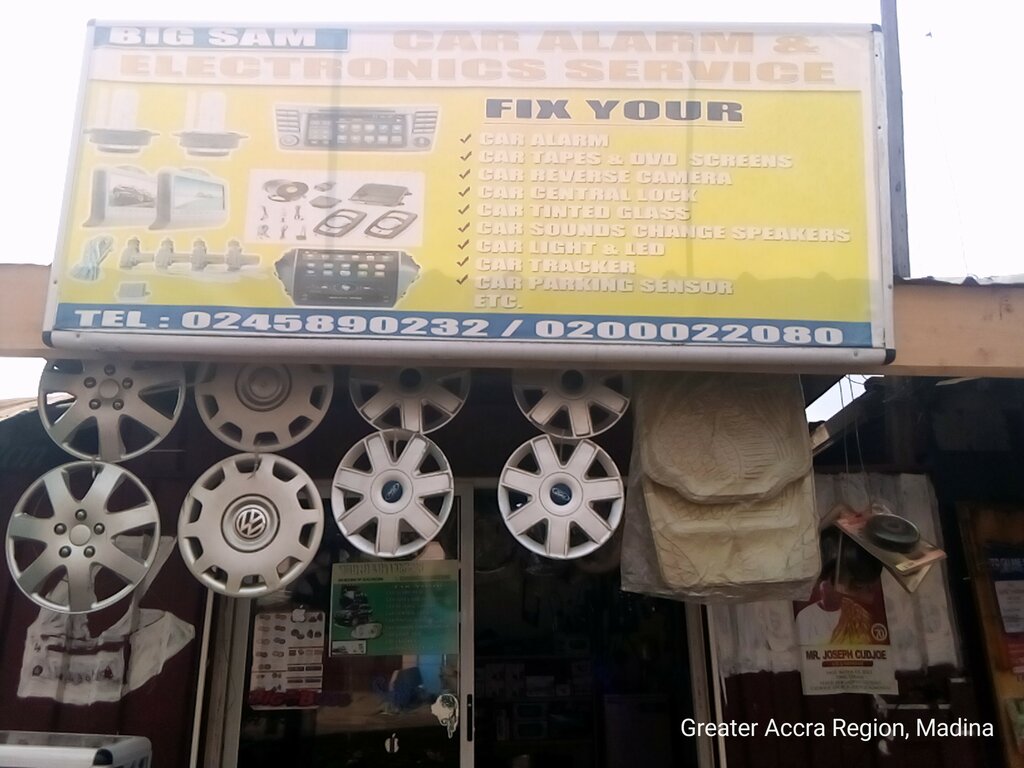 BIG SAM CAR ALARM &
ELECTRONICS SERVICE
FIX YOUR
CAR ALARM
CAR TAPES & DVD SCREENS
CAR REVERSE CAMERA
CAR CENTRAL LOCK
CAR TINTED GLASS
CAR SOUNDS CHANGE SPEAKERS
CAR LIGHT & LED
CAR TRACKER
CAR PARKING SENSOR
ETC.
TEL : 0245890232 / 0200022080
MR. JOSEPH CUDJOE
70
Greater Accra Region, Madina